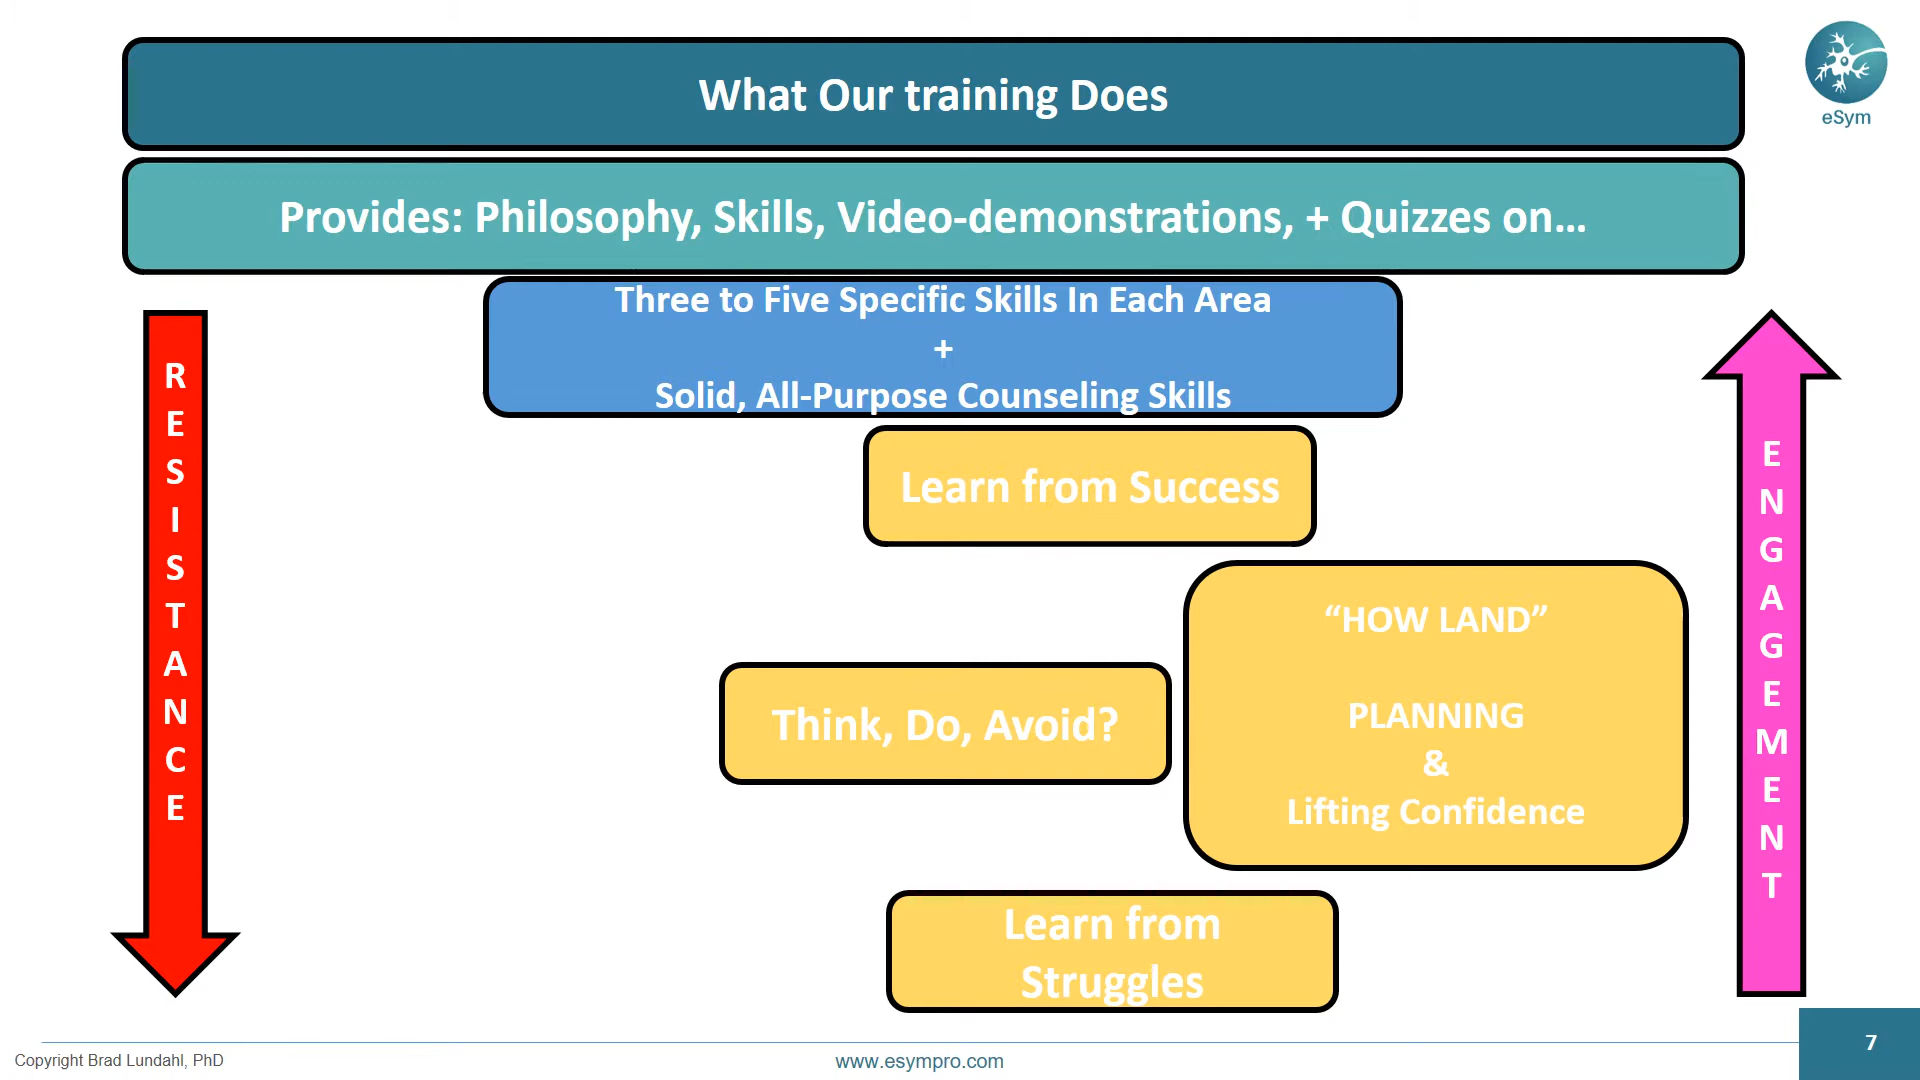 What Our training Does
eSym
Provides: Philosophy, Skills, Video-demonstrations, + Quizzes on...
Three to Five Specific Skills In Each Area
+
Solid, All-Purpose Counseling Skills
RESISTANCE
Learn from Success
“HOW LAND”
PLANNING
&
Lifting Confidence
Think, Do, Avoid?
Learn from
Struggles
ENGAGEMENT
Copyright Brad Lundahl, PhD
www.esympro.com
7